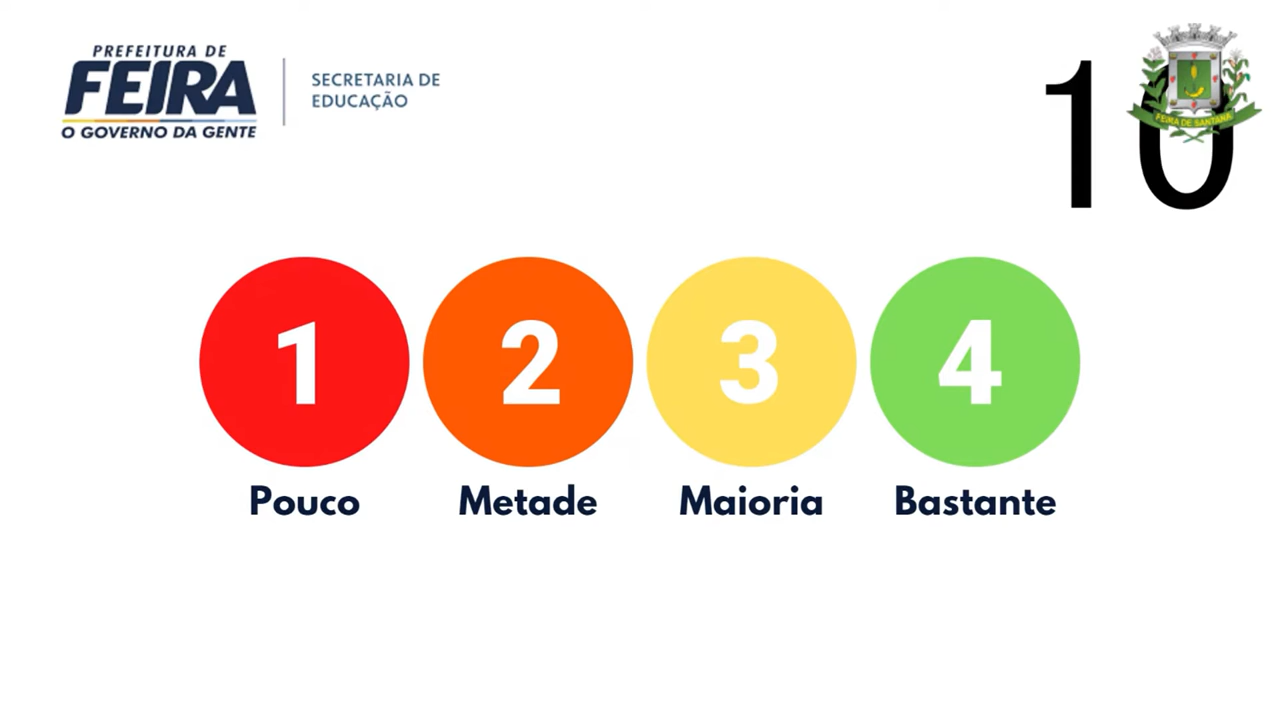 PREFEITURA DE
FEIRA
O GOVERNO DA GENTE
SECRETARIA DE
EDUCAÇÃO
10
FEIRA DE SANTANA
1 2 3 4
Pouco Metade Maioria Bastante